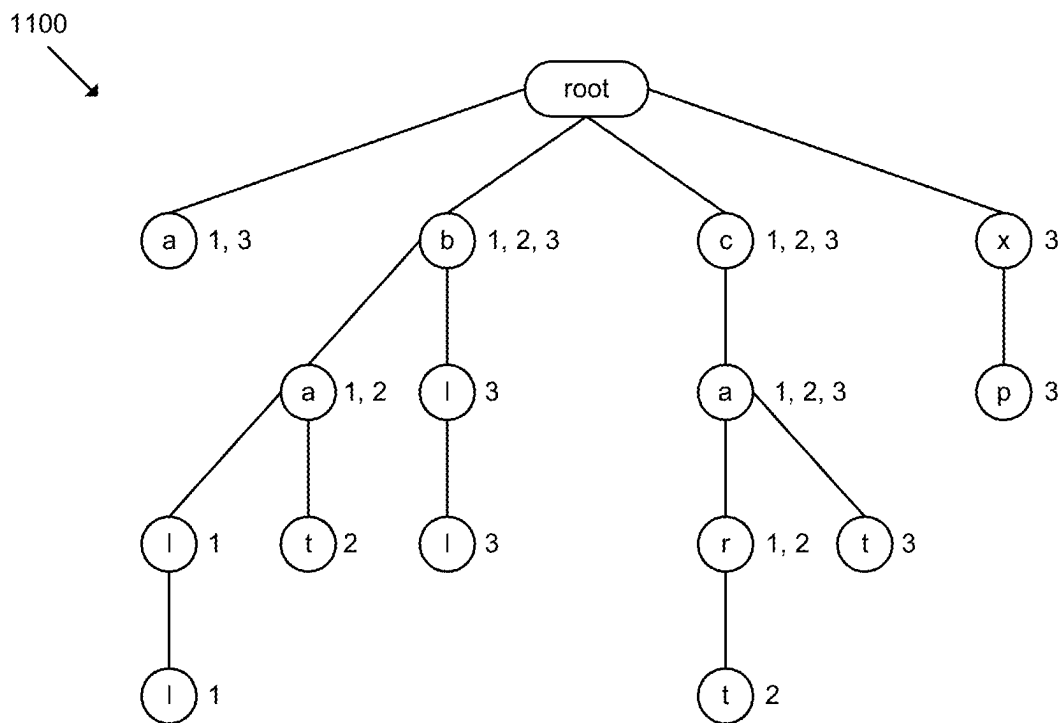 1100
root
a 1, 3 b 1, 2, 3 c 1, 2, 3 x 3
a 1, 2 l 3 a 1, 2, 3 p 3
l 1 t 2 l 3 r 1, 2 t 3
l 1 t 2